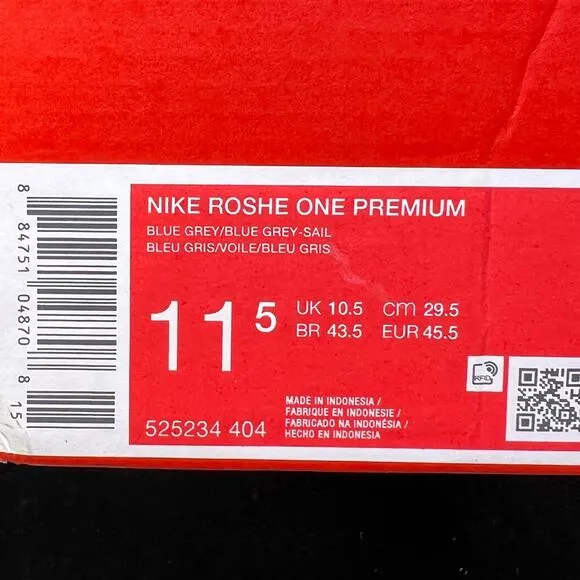 NIKE ROSHE ONE PREMIUM
BLUE GREY/BLUE GREY-SAIL
BLEU GRIS/VOILE/BLEU GRIS
11 5
UK 10.5 cm 29.5
BR 43.5 EUR 45.5
RFID
MADE IN INDONESIA /
FABRIQUE EN INDONESIE /
FABRICADO NA INDONÉSIA /
HECHO EN INDONESIA
525234 404
8 84751 04870 8 15